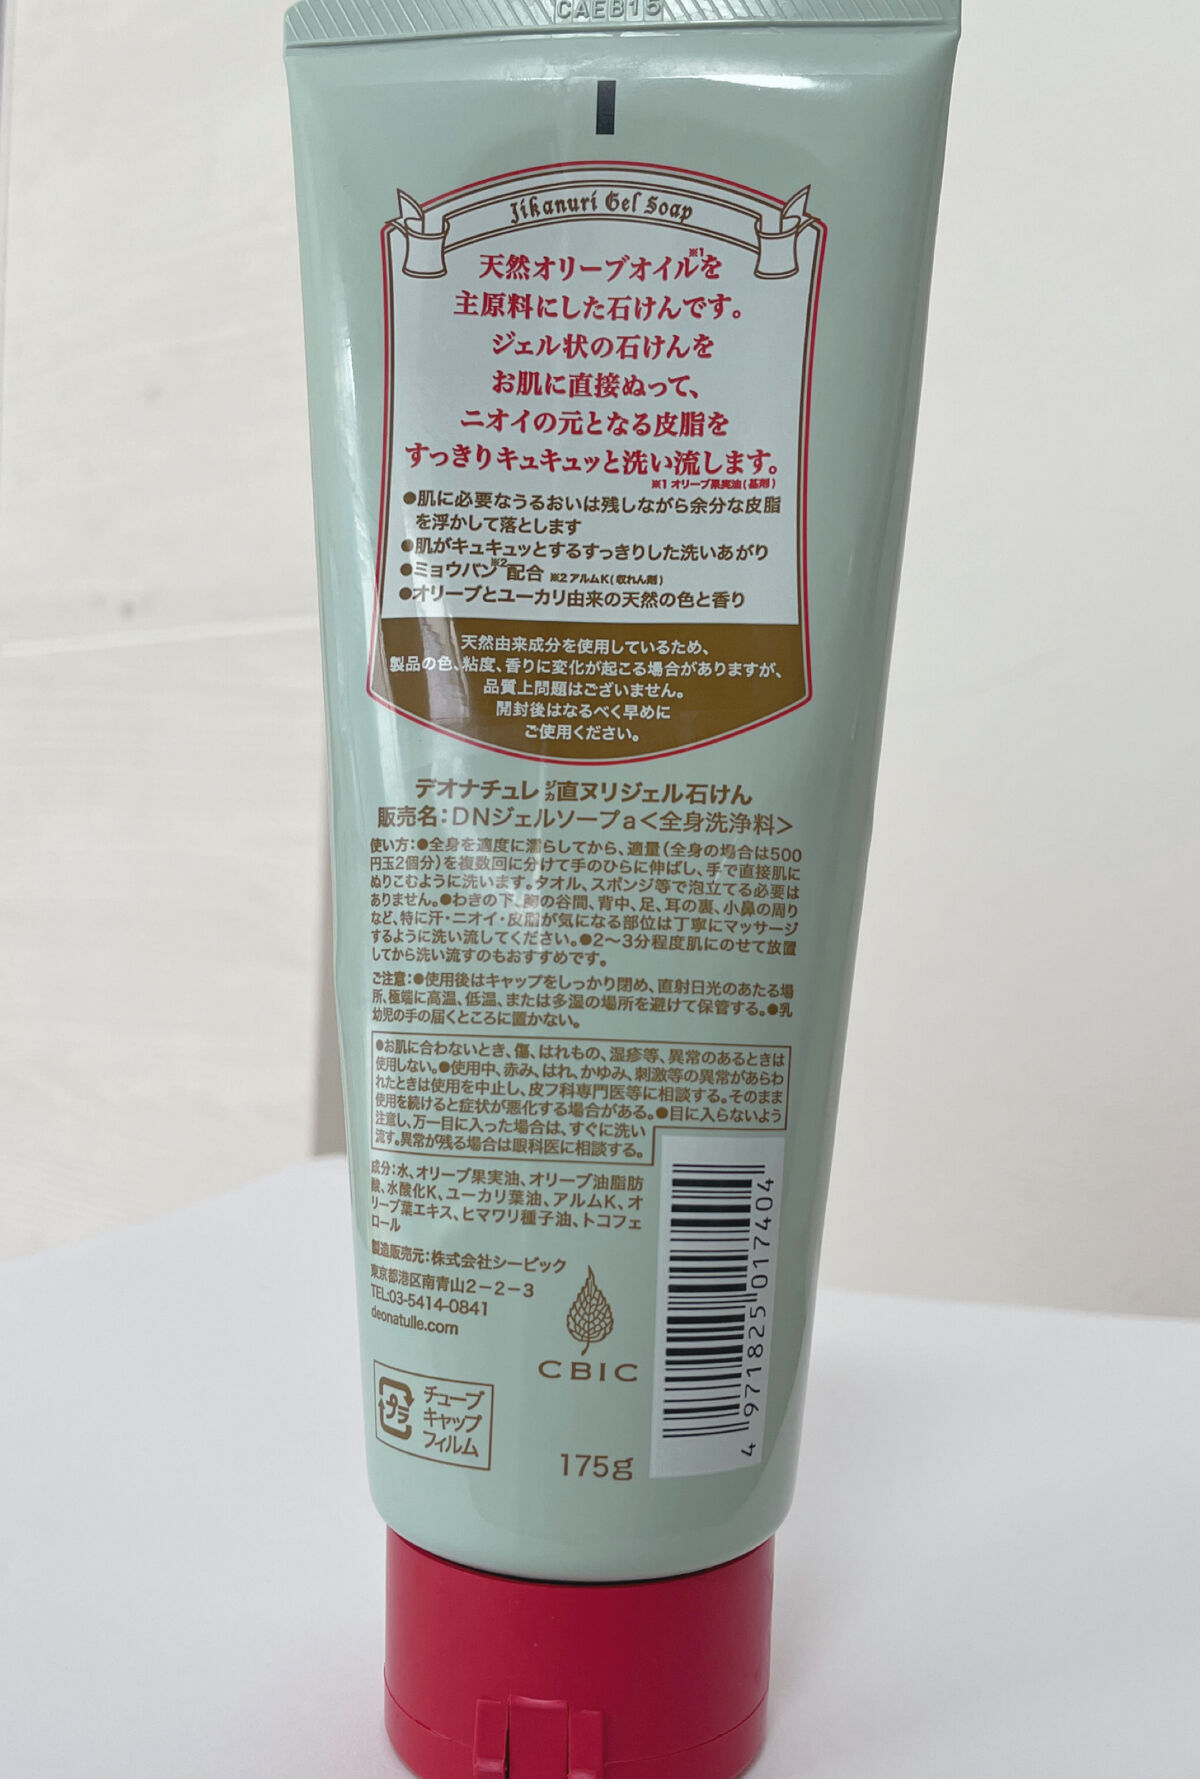 CAEB15
Jikanuri Gel Soap
天然オリーブオイル※1を
主原料にした石けんです。
ジェル状の石けんを
お肌に直接ぬって、
ニオイの元となる皮脂を
すっきりキュキュッと洗い流します。
※1 オリーブ果実油(基剤)
●肌に必要なうるおいは残しながら余分な皮脂
を浮かして落とします
●肌がキュキュッとするすっきりした洗いあがり
●ミョウバン※2配合 ※2 アルムK(収れん剤)
●オリーブとユーカリ由来の天然の色と香り
天然由来成分を使用しているため、
製品の色、粘度、香りに変化が起こる場合がありますが、
品質上問題はございません。
開封後はなるべく早めに
ご使用ください。
デオナチュレ ジカ直ヌリジェル石けん
販売名:DNジェルソープa<全身洗浄料>
使い方:●全身を適度に濡らしてから、適量(全身の場合は500
円玉2個分)を複数回に分けて手のひらに伸ばし、手で直接肌に
ぬりこむように洗います。タオル、スポンジ等で泡立てる必要は
ありません。●わきの下、胸の谷間、背中、足、耳の裏、小鼻の周り
など、特に汗・ニオイ・皮脂が気になる部位は丁寧にマッサージ
するように洗い流してください。●2〜3分程度肌にのせて放置
してから洗い流すのもおすすめです。
ご注意:●使用後はキャップをしっかり閉め、直射日光のあたる場
所、極端に高温、低温、または多湿の場所を避けて保管する。●乳
幼児の手の届くところに置かない。
●お肌に合わないとき、傷、はれもの、湿疹等、異常のあるときは
使用しない。●使用中、赤み、はれ、かゆみ、刺激等の異常があらわ
れたときは使用を中止し、皮フ科専門医等に相談する。そのまま
使用を続けると症状が悪化する場合がある。●目に入らないよう
注意し、万一目に入った場合は、すぐに洗い
流す。異常が残る場合は眼科医に相談する。
成分:水、オリーブ果実油、オリーブ油脂肪
酸、水酸化K、ユーカリ葉油、アルムK、オ
リーブ葉エキス、ヒマワリ種子油、トコフェ
ロール
製造販売元:株式会社シービック
東京都港区南青山2−2−3
TEL:03-5414-0841
deonatulle.com
CBIC
プラ
チューブ
キャップ
フィルム
175g
4 971825 017404